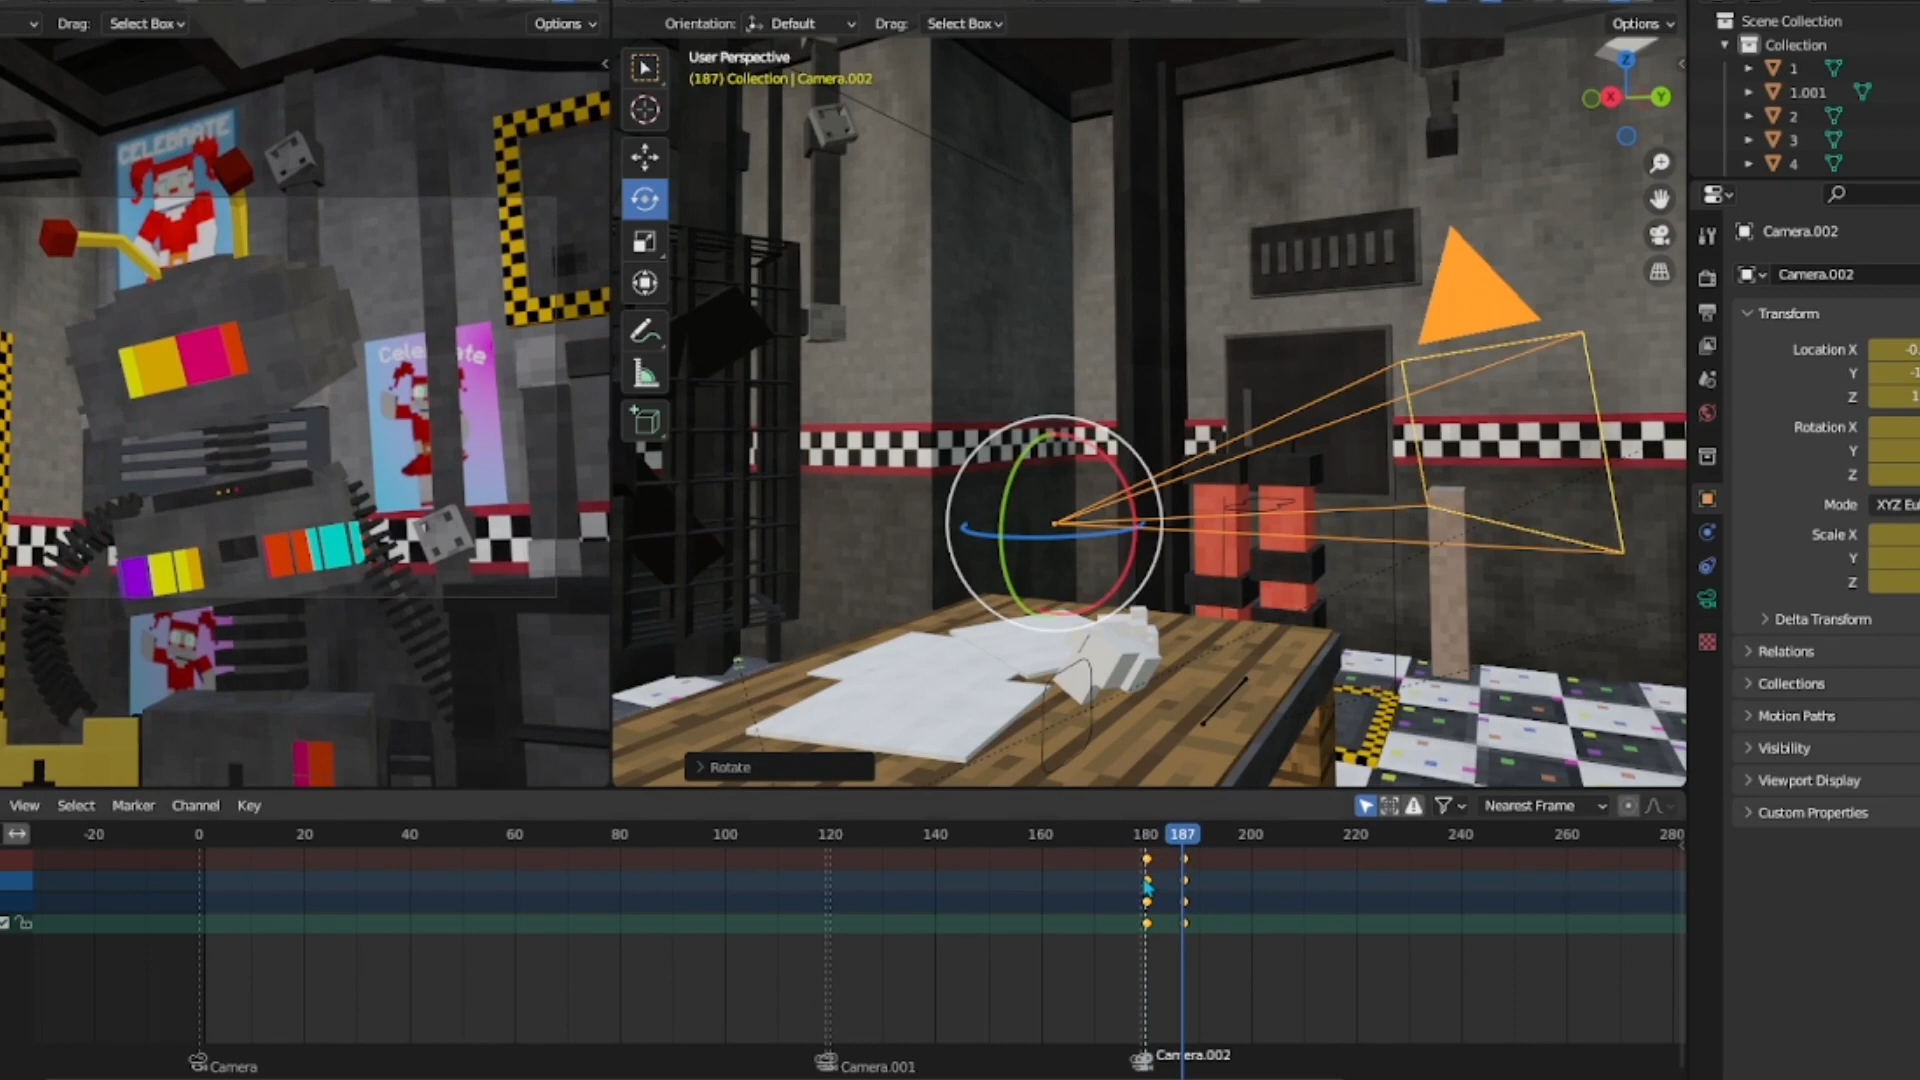 Drag: Select Box
Options
Orientation: Default Drag: Select Box
Options
User Perspective
(187) Collection | Camera.002
Z
X
Y
CELEBRATE
Rotate
Scene Collection
Collection
1
1.001
2
3
4
Camera.002
Camera.002
Transform
Location X -0.
Y -1
Z 1
Rotation X
Y
Z
Mode XYZ Eu
Scale X
Y
Z
Delta Transform
Relations
Collections
Motion Paths
Visibility
Viewport Display
Custom Properties
View Select Marker Channel Key
Nearest Frame
-20 0 20 40 60 80 100 120 140 160 180 187 200 220 240 260 280
Camera
Camera.001
Camera.002